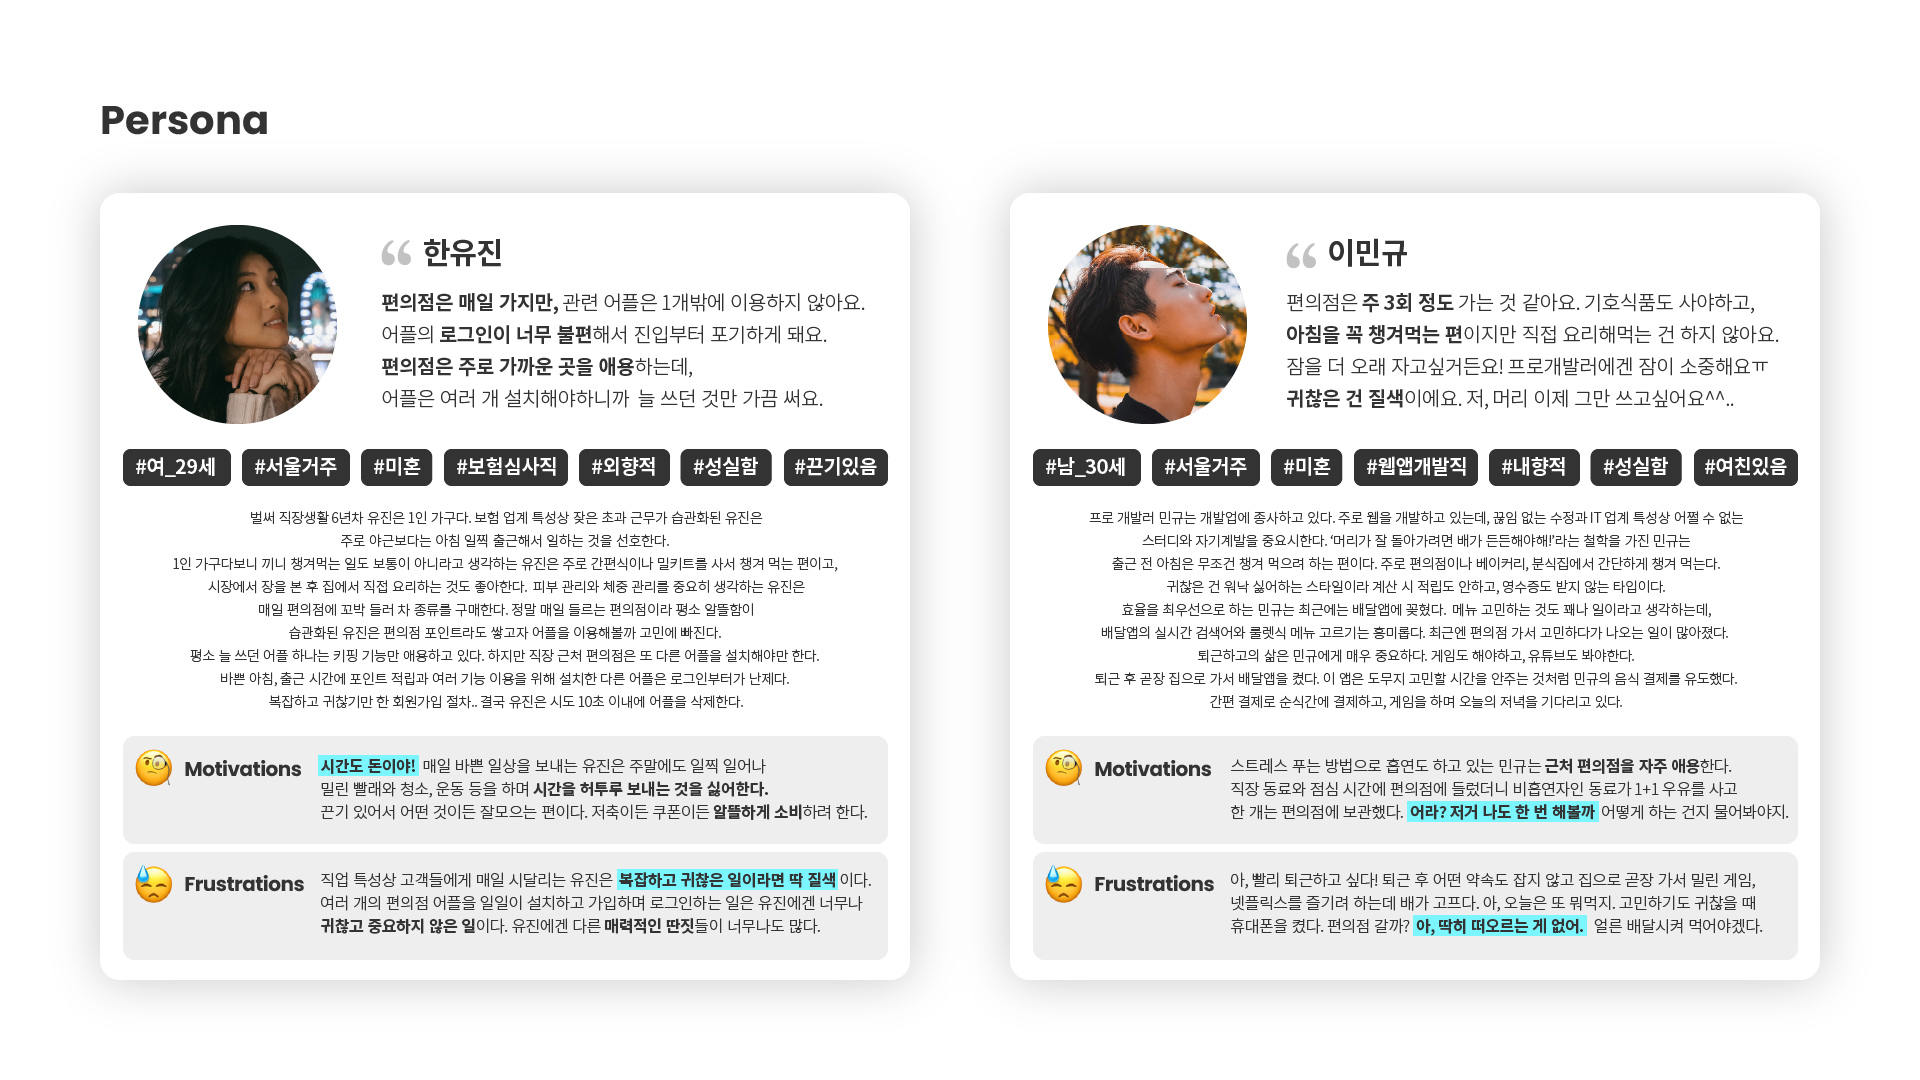 Persona
한유진
편의점은 매일 가지만, 관련 어플은 1개밖에 이용하지 않아요.
어플의 로그인이 너무 불편해서 진입부터 포기하게 돼요.
편의점은 주로 가까운 곳을 애용하는데,
어플은 여러 개 설치해야하니까 늘 쓰던 것만 가끔 써요.
#여_29세 #서울거주 #미혼 #보험심사직 #외향적 #성실함 #끈기있음
벌써 직장생활 6년차 유진은 1인 가구다. 보험 업계 특성상 잦은 초과 근무가 습관화된 유진은
주로 야근보다는 아침 일찍 출근해서 일하는 것을 선호한다.
1인 가구다보니 끼니 챙겨먹는 일도 보통이 아니라고 생각하는 유진은 주로 간편식이나 밀키트를 사서 챙겨 먹는 편이고,
시장에서 장을 본 후 집에서 직접 요리하는 것도 좋아한다. 피부 관리와 체중 관리를 중요히 생각하는 유진은
매일 편의점에 꼬박 들러 차 종류를 구매한다. 정말 매일 들르는 편의점이라 평소 알뜰함이
습관화된 유진은 편의점 포인트라도 쌓고자 어플을 이용해볼까 고민에 빠진다.
평소 늘 쓰던 어플 하나는 키핑 기능만 애용하고 있다. 하지만 직장 근처 편의점은 또 다른 어플을 설치해야만 한다.
바쁜 아침, 출근 시간에 포인트 적립과 여러 기능 이용을 위해 설치한 다른 어플은 로그인부터가 난제다.
복잡하고 귀찮기만 한 회원가입 절차.. 결국 유진은 시도 10초 이내에 어플을 삭제한다.
Motivations
시간도 돈이야! 매일 바쁜 일상을 보내는 유진은 주말에도 일찍 일어나
밀린 빨래와 청소, 운동 등을 하며 시간을 허투루 보내는 것을 싫어한다.
끈기 있어서 어떤 것이든 잘모으는 편이다. 저축이든 쿠폰이든 알뜰하게 소비하려 한다.
Frustrations
직업 특성상 고객들에게 매일 시달리는 유진은 복잡하고 귀찮은 일이라면 딱 질색이다.
여러 개의 편의점 어플을 일일이 설치하고 가입하며 로그인하는 일은 유진에겐 너무나
귀찮고 중요하지 않은 일이다. 유진에겐 다른 매력적인 딴짓들이 너무나도 많다.
이민규
편의점은 주 3회 정도 가는 것 같아요. 기호식품도 사야하고,
아침을 꼭 챙겨먹는 편이지만 직접 요리해먹는 건 하지 않아요.
잠을 더 오래 자고싶거든요! 프로개발러에겐 잠이 소중해요ㅠ
귀찮은 건 질색이에요. 저, 머리 이제 그만 쓰고싶어요^^..
#남_30세 #서울거주 #미혼 #웹앱개발직 #내향적 #성실함 #여친있음
프로 개발러 민규는 개발업에 종사하고 있다. 주로 웹을 개발하고 있는데, 끊임 없는 수정과 IT 업계 특성상 어쩔 수 없는
스터디와 자기계발을 중요시한다. ‘머리가 잘 돌아가려면 배가 든든해야해!’라는 철학을 가진 민규는
출근 전 아침은 무조건 챙겨 먹으려 하는 편이다. 주로 편의점이나 베이커리, 분식집에서 간단하게 챙겨 먹는다.
귀찮은 건 워낙 싫어하는 스타일이라 계산 시 적립도 안하고, 영수증도 받지 않는 타입이다.
효율을 최우선으로 하는 민규는 최근에는 배달앱에 꽂혔다. 메뉴 고민하는 것도 꽤나 일이라고 생각하는데,
배달앱의 실시간 검색어와 룰렛식 메뉴 고르기는 흥미롭다. 최근엔 편의점 가서 고민하다가 나오는 일이 많아졌다.
퇴근하고의 삶은 민규에게 매우 중요하다. 게임도 해야하고, 유튜브도 봐야한다.
퇴근 후 곧장 집으로 가서 배달앱을 켰다. 이 앱은 도무지 고민할 시간을 안주는 것처럼 민규의 음식 결제를 유도했다.
간편 결제로 순식간에 결제하고, 게임을 하며 오늘의 저녁을 기다리고 있다.
Motivations
스트레스 푸는 방법으로 흡연도 하고 있는 민규는 근처 편의점을 자주 애용한다.
직장 동료와 점심 시간에 편의점에 들렀더니 비흡연자인 동료가 1+1 우유를 사고
한 개는 편의점에 보관했다. 어라? 저거 나도 한 번 해볼까 어떻게 하는 건지 물어봐야지.
Frustrations
아, 빨리 퇴근하고 싶다! 퇴근 후 어떤 약속도 잡지 않고 집으로 곧장 가서 밀린 게임,
넷플릭스를 즐기려 하는데 배가 고프다. 아, 오늘은 또 뭐먹지. 고민하기도 귀찮을 때
휴대폰을 켰다. 편의점 갈까? 아, 딱히 떠오르는 게 없어. 얼른 배달시켜 먹어야겠다.